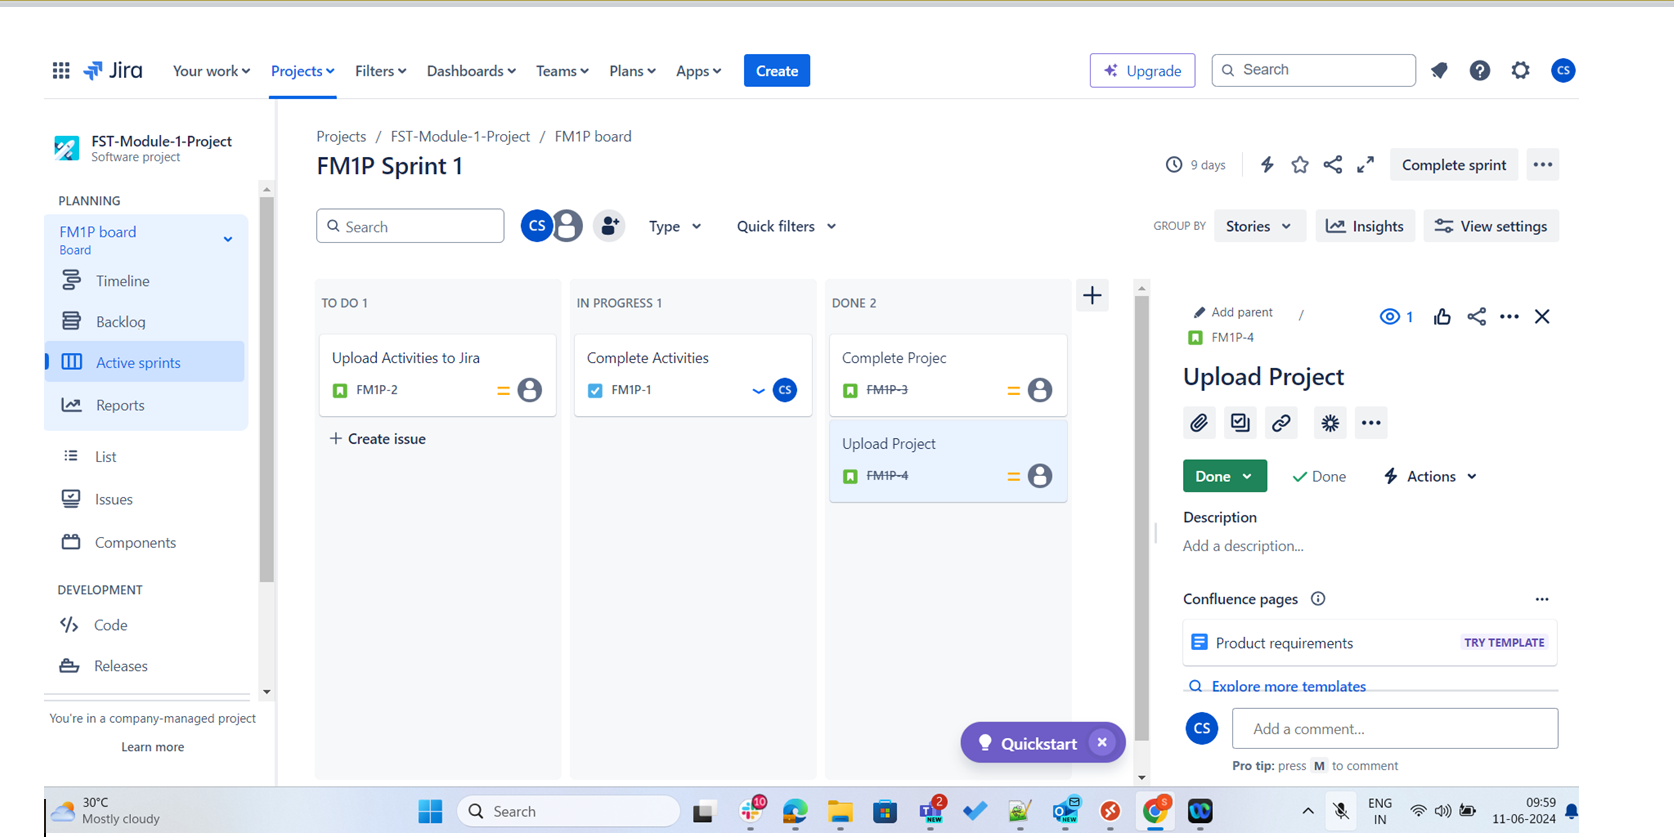 Jira
Your work
Projects
Filters
Dashboards
Teams
Plans
Apps
Create
Upgrade
Search
CS
FST-Module-1-Project
Software project
PLANNING
FM1P board
Board
Timeline
Backlog
Active sprints
Reports
List
Issues
Components
DEVELOPMENT
Code
Releases
You're in a company-managed project
Learn more
Projects / FST-Module-1-Project / FM1P board
FM1P Sprint 1
9 days
Complete sprint
Search
CS
Type
Quick filters
GROUP BY
Stories
Insights
View settings
TO DO 1
Upload Activities to Jira
FM1P-2
+ Create issue
IN PROGRESS 1
Complete Activities
FM1P-1
CS
DONE 2
Complete Projec
FM1P-3
Upload Project
FM1P-4
Add parent /
1
FM1P-4
Upload Project
Done
Done
Actions
Description
Add a description...
Confluence pages
Product requirements
TRY TEMPLATE
Explore more templates
CS
Add a comment...
Pro tip: press M to comment
Quickstart
30°C
Mostly cloudy
Search
10
NEW
2
NEW
S
ENG
IN
09:59
11-06-2024